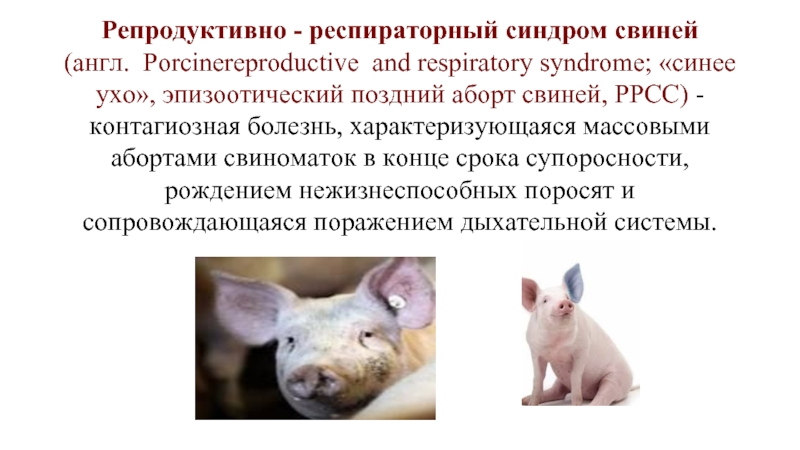 Репродуктивно - респираторный синдром свиней
(англ.  Porcinereproductive  and respiratory syndrome; «синее
ухо», эпизоотический поздний аборт свиней, РРСС) -
контагиозная болезнь, характеризующаяся массовыми
абортами свиноматок в конце срока супоросности,
рождением нежизнеспособных поросят и
сопровождающаяся поражением дыхательной системы.